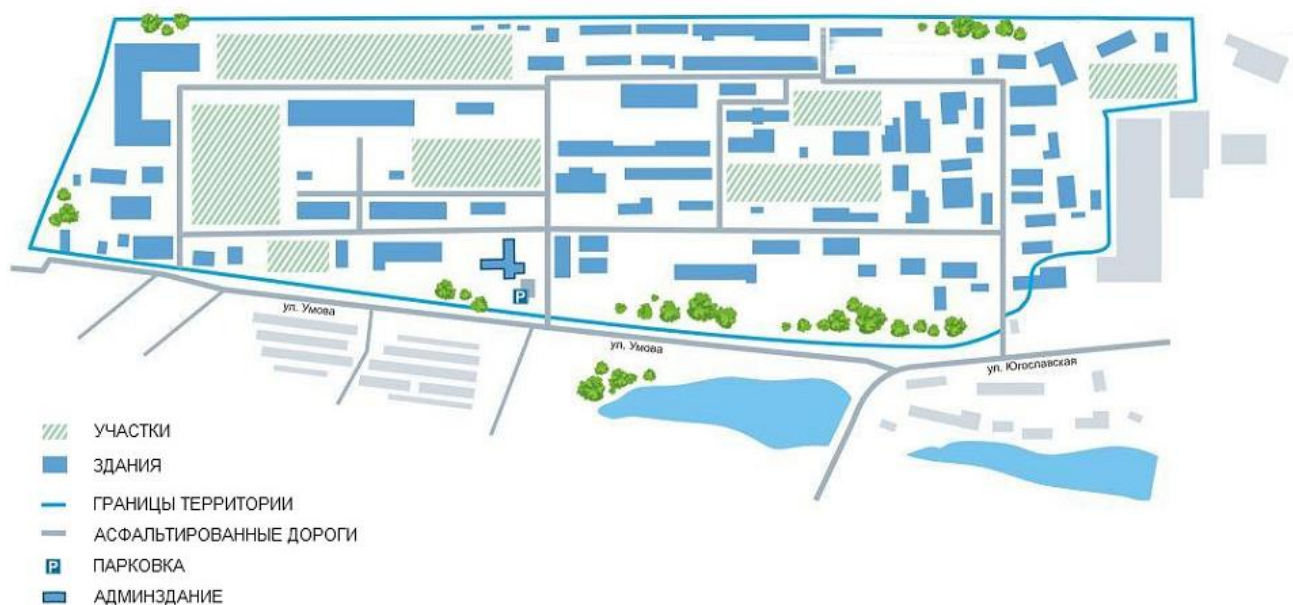 ул. Умова
ул. Умова
ул. Югославская
УЧАСТКИ
ЗДАНИЯ
ГРАНИЦЫ ТЕРРИТОРИИ
АСФАЛЬТИРОВАННЫЕ ДОРОГИ
P
P
ПАРКОВКА
АДМИНЗДАНИЕ